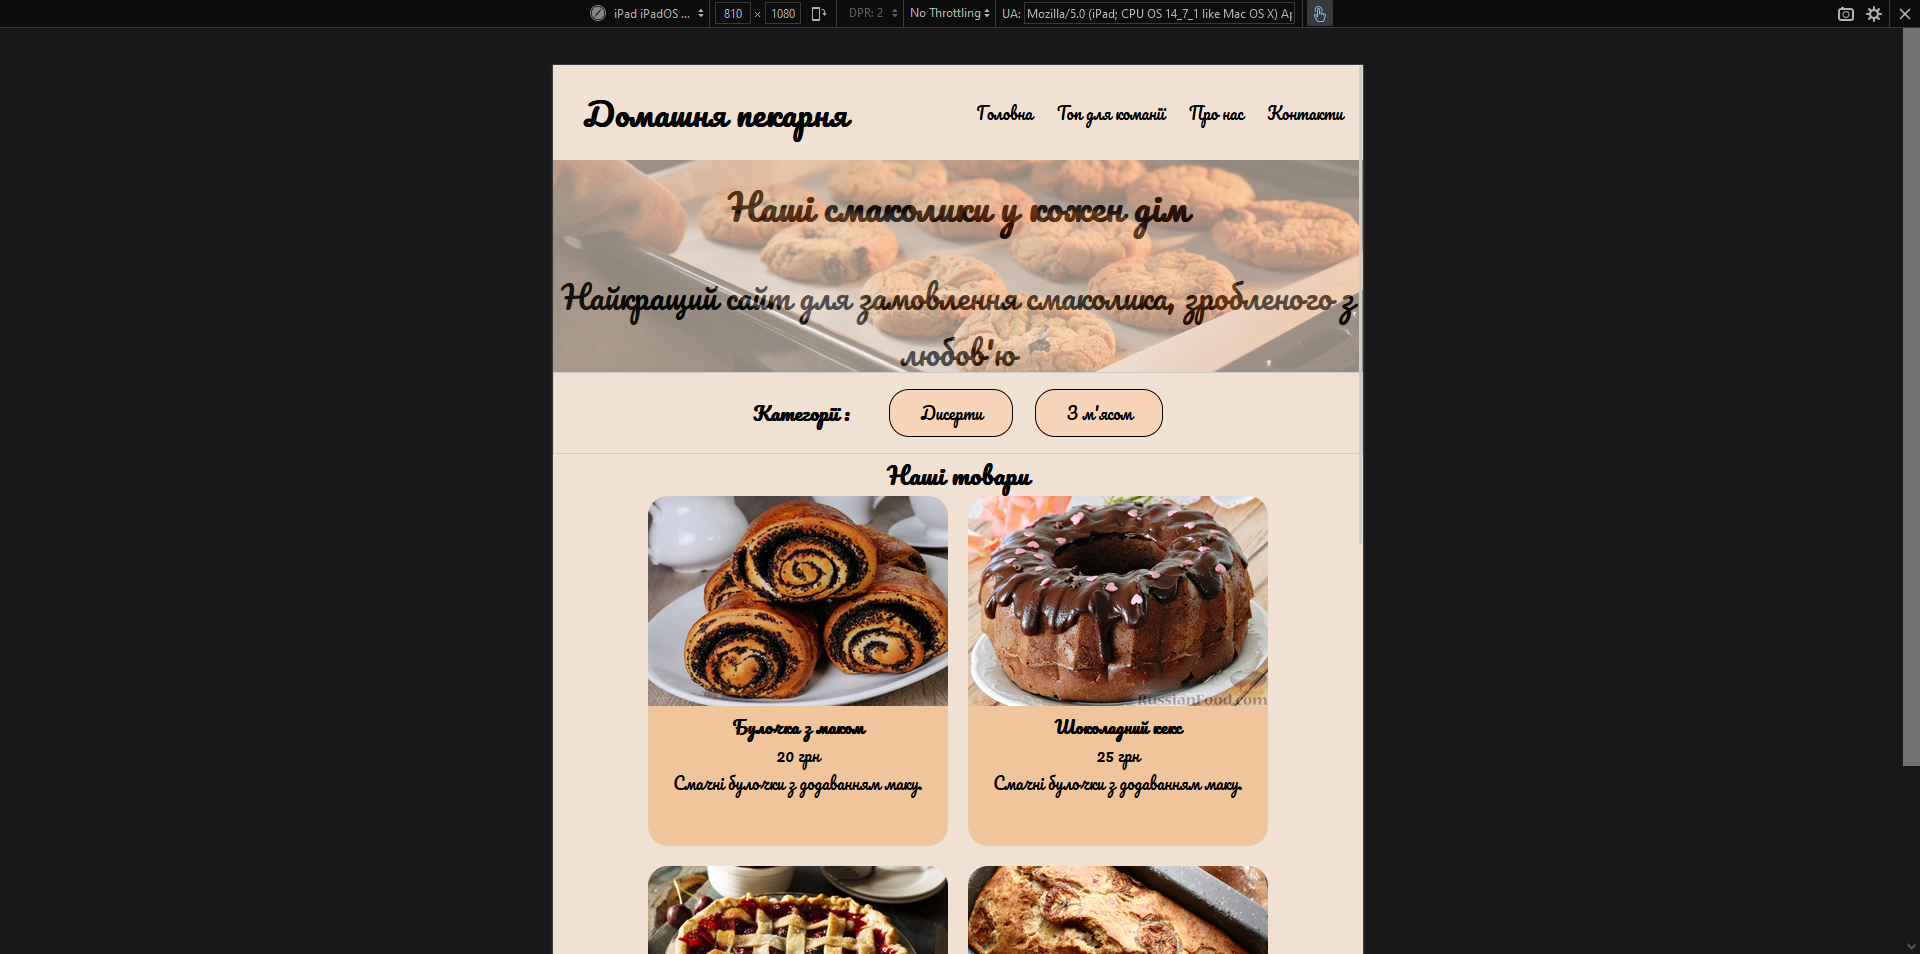 iPad iPadOS ...
810 × 1080
DPR: 2
No Throttling
UA: Mozilla/5.0 (iPad; CPU OS 14_7_1 like Mac OS X) Ap
Домашня пекарня
Головна
Топ для команії
Про нас
Контакти
Наші смаколики у кожен дім
Найкращий сайт для замовлення смаколика, зробленого з
любов'ю
Категорії :
Дисерти
З м'ясом
Наші товари
RussianFood.com
Булочка з маком
20 грн
Смачні булочки з додаванням маку.
Шоколадний кекс
25 грн
Смачні булочки з додаванням маку.